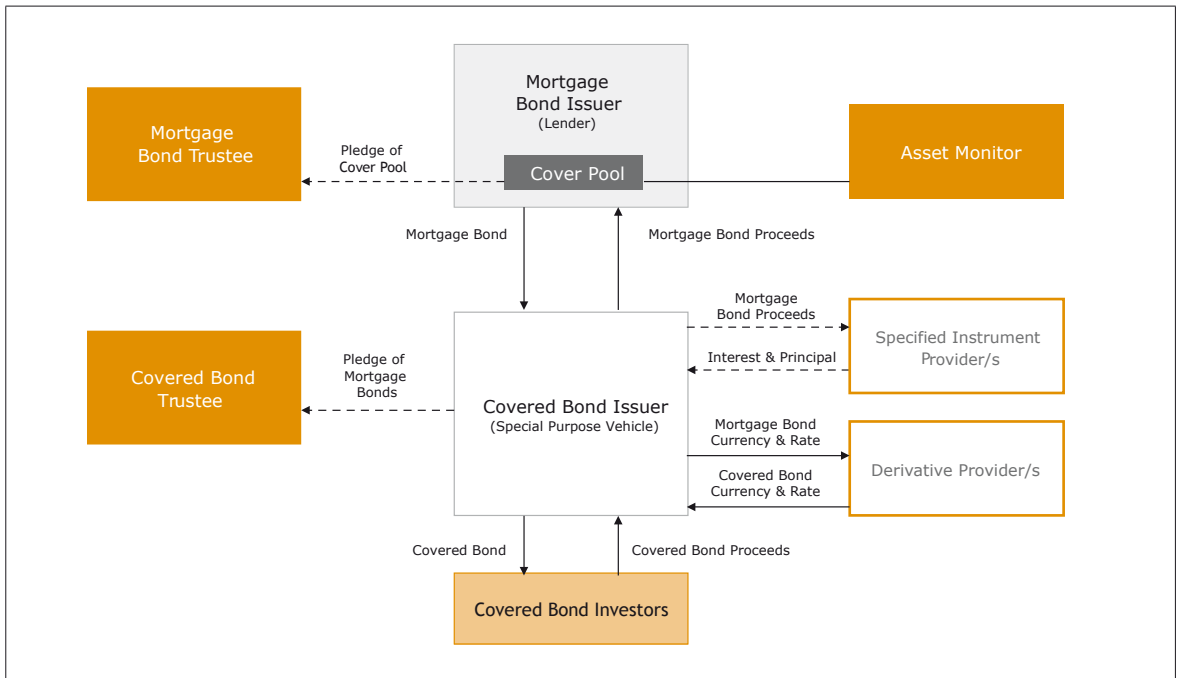 Mortgage
Bond Issuer
(Lender)
Cover Pool
Mortgage
Bond Trustee
Pledge of
Cover Pool
Asset Monitor
Mortgage Bond
Mortgage Bond Proceeds
Covered Bond
Trustee
Pledge of
Mortgage
Bonds
Covered Bond Issuer
(Special Purpose Vehicle)
Mortgage
Bond Proceeds
Interest & Principal
Specified Instrument
Provider/s
Mortgage Bond
Currency & Rate
Covered Bond
Currency & Rate
Derivative Provider/s
Covered Bond
Covered Bond Proceeds
Covered Bond Investors